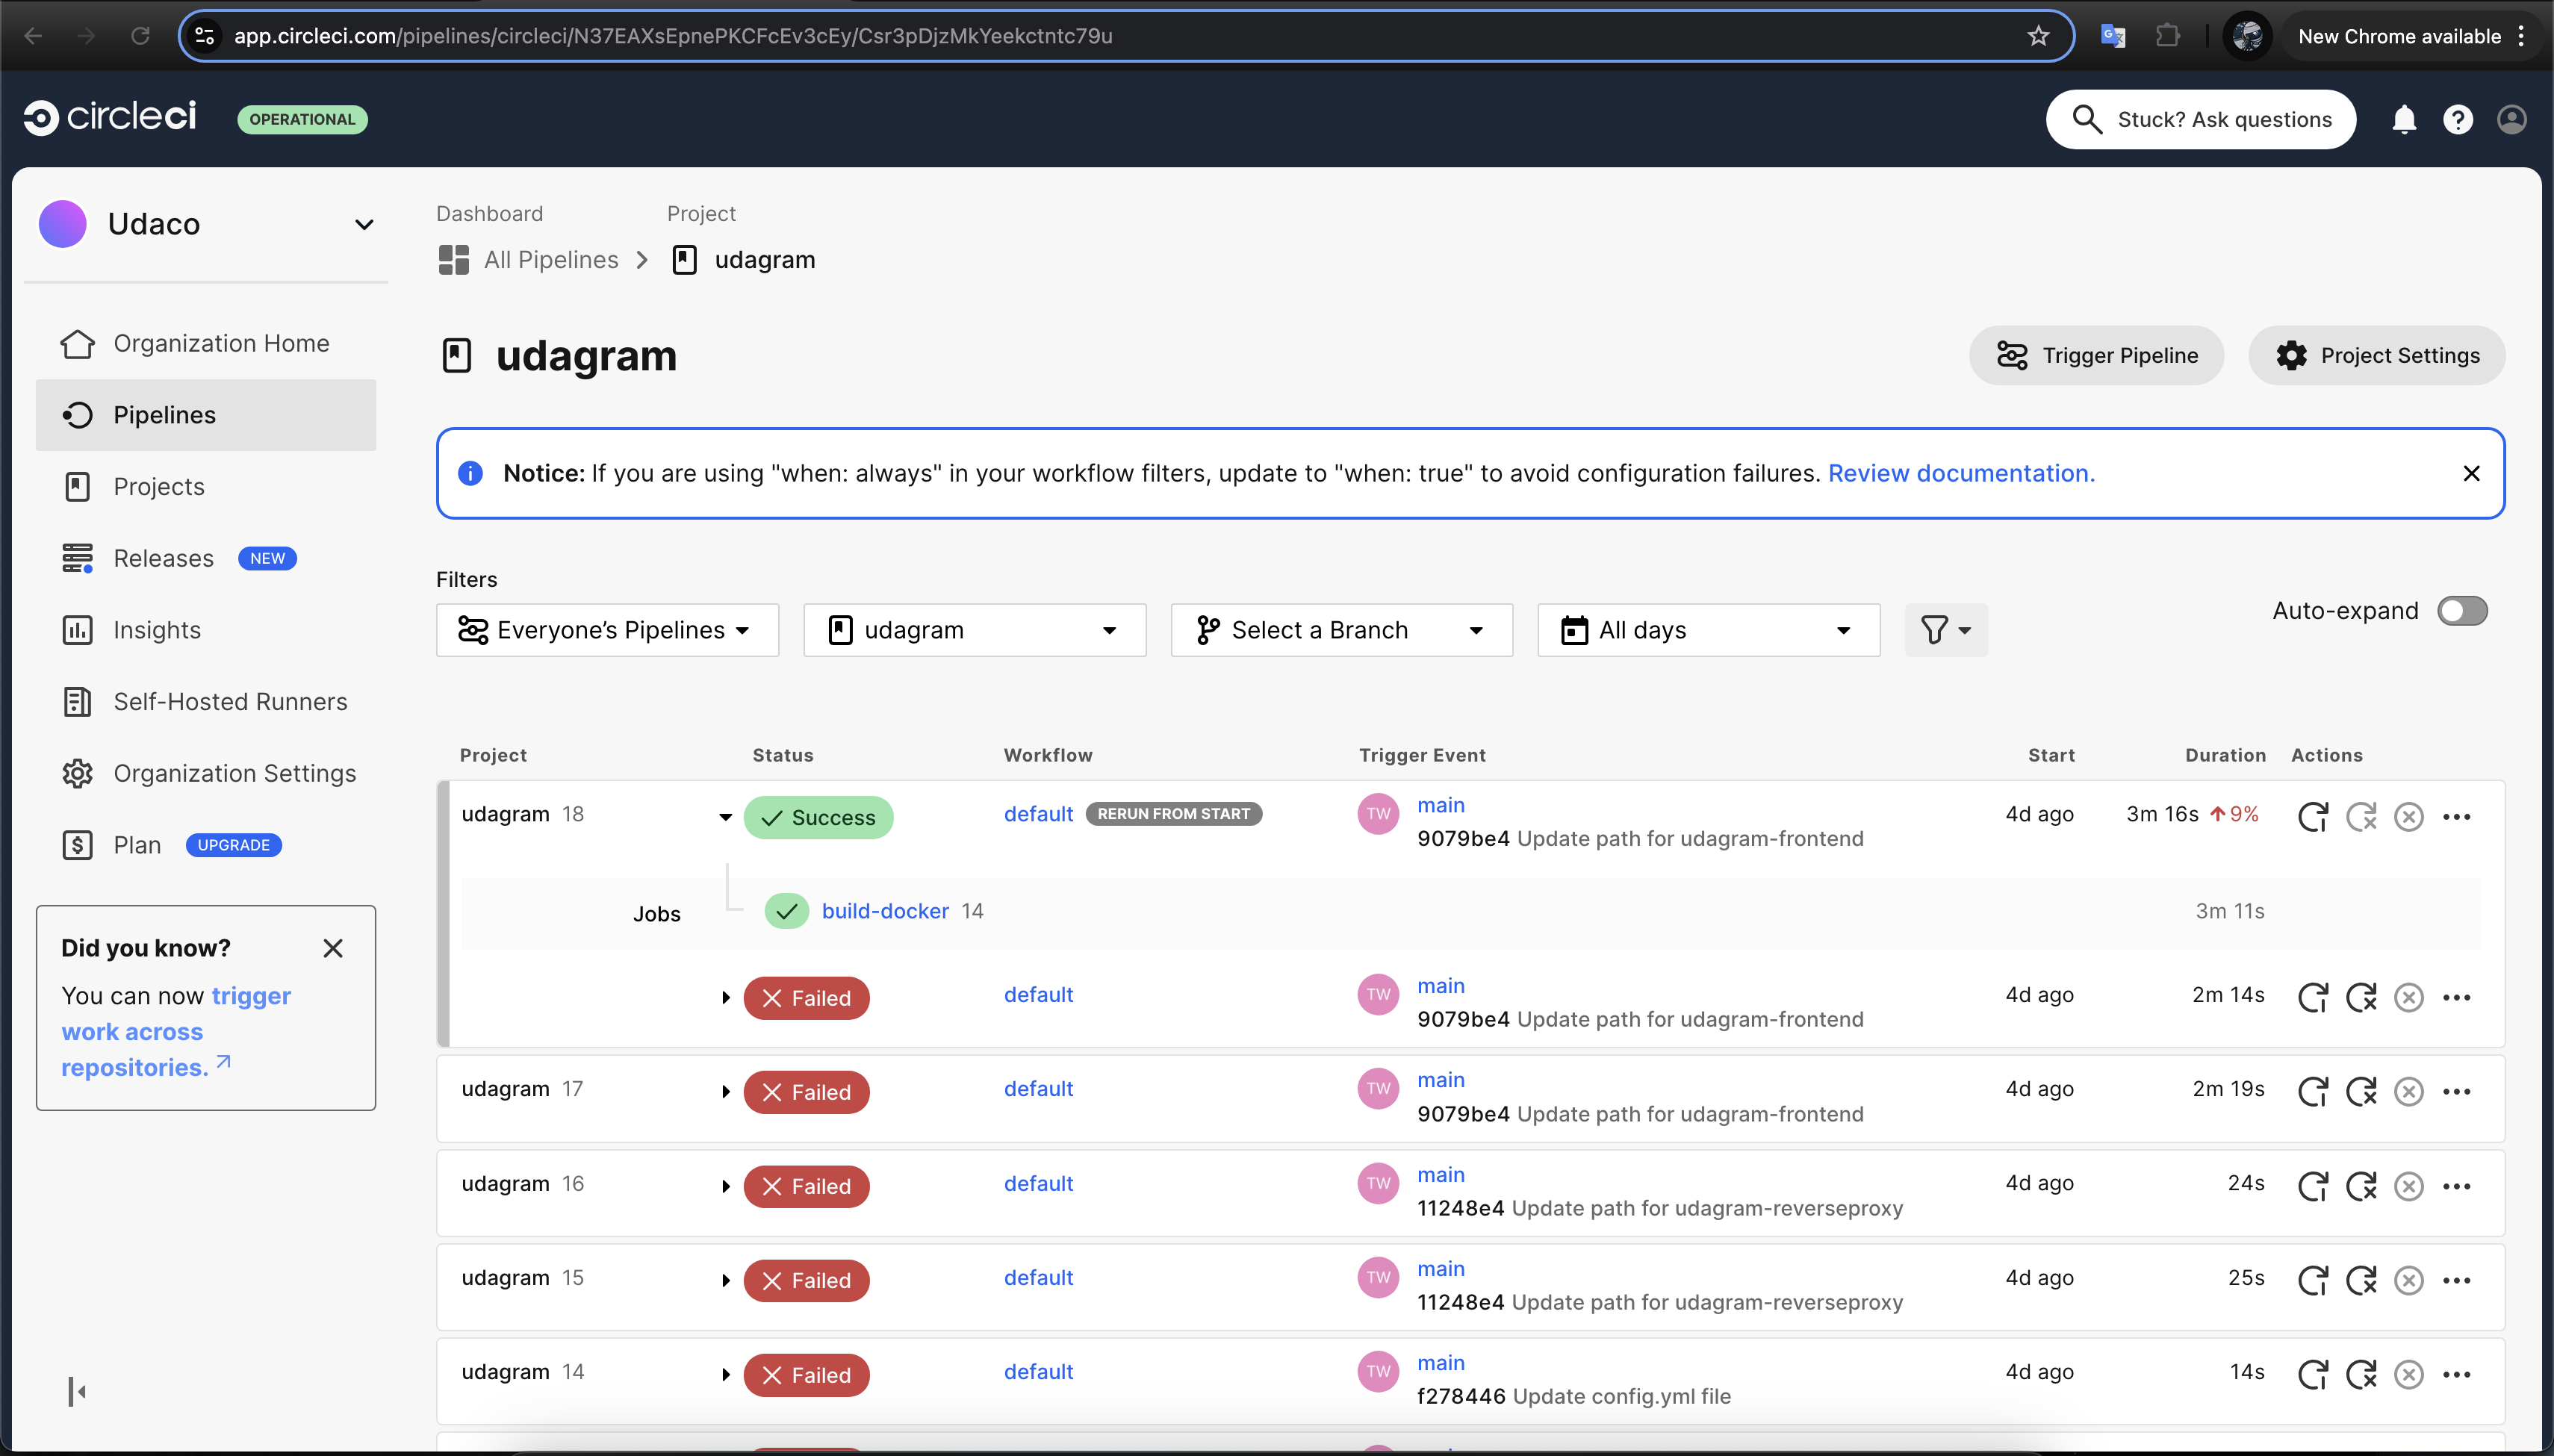 app.circleci.com/pipelines/circleci/N37EAXsEpnePKCFcEv3cEy/Csr3pDjzMkYeekctntc79u
New Chrome available
circleci
OPERATIONAL
Stuck? Ask questions
Udaco
Organization Home
Pipelines
Projects
Releases NEW
Insights
Self-Hosted Runners
Organization Settings
Plan UPGRADE
Did you know?
You can now trigger
work across
repositories.
Dashboard Project
All Pipelines udagram
udagram
Trigger Pipeline
Project Settings
Notice: If you are using "when: always" in your workflow filters, update to "when: true" to avoid configuration failures. Review documentation.
Filters
Everyone’s Pipelines
udagram
Select a Branch
All days
Auto-expand
Project Status Workflow Trigger Event Start Duration Actions
udagram 18 Success default RERUN FROM START TW main 4d ago 3m 16s 9%
9079be4 Update path for udagram-frontend
Jobs build-docker 14 3m 11s
Failed default TW main 4d ago 2m 14s
9079be4 Update path for udagram-frontend
udagram 17 Failed default TW main 4d ago 2m 19s
9079be4 Update path for udagram-frontend
udagram 16 Failed default TW main 4d ago 24s
11248e4 Update path for udagram-reverseproxy
udagram 15 Failed default TW main 4d ago 25s
11248e4 Update path for udagram-reverseproxy
udagram 14 Failed default TW main 4d ago 14s
f278446 Update config.yml file